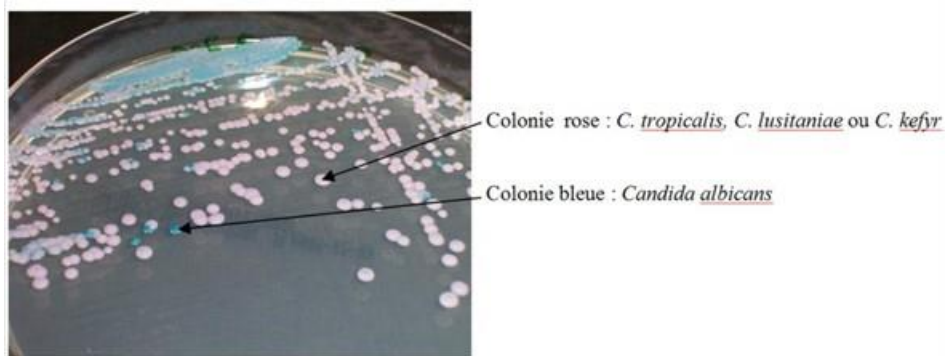 Colonie rose : C. tropicalis, C. lusitaniae ou C. kefyr
Colonie bleue : Candida albicans